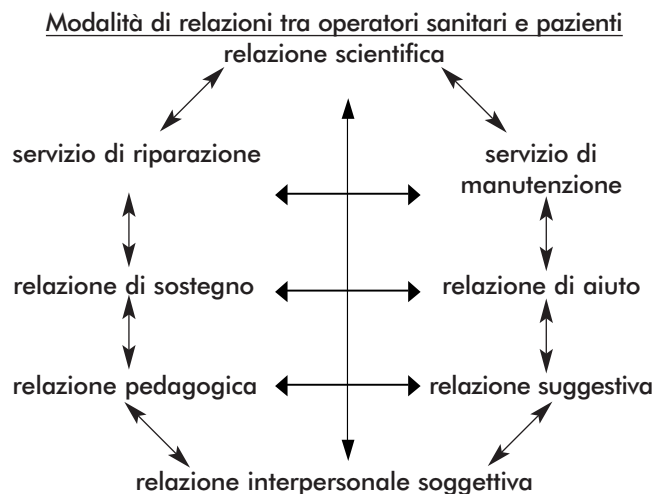 Modalità di relazioni tra operatori sanitari e pazienti
relazione scientifica
servizio di riparazione
servizio di
manutenzione
relazione di sostegno
relazione di aiuto
relazione pedagogica
relazione suggestiva
relazione interpersonale soggettiva